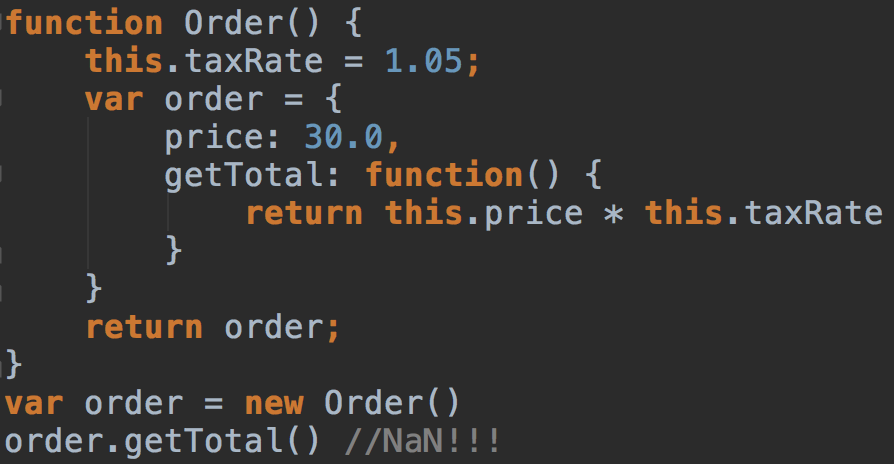 function Order() {
    this.taxRate = 1.05;
    var order = {
        price: 30.0,
        getTotal: function() {
            return this.price * this.taxRate
        }
    }
    return order;
}
var order = new Order()
order.getTotal() //NaN!!!